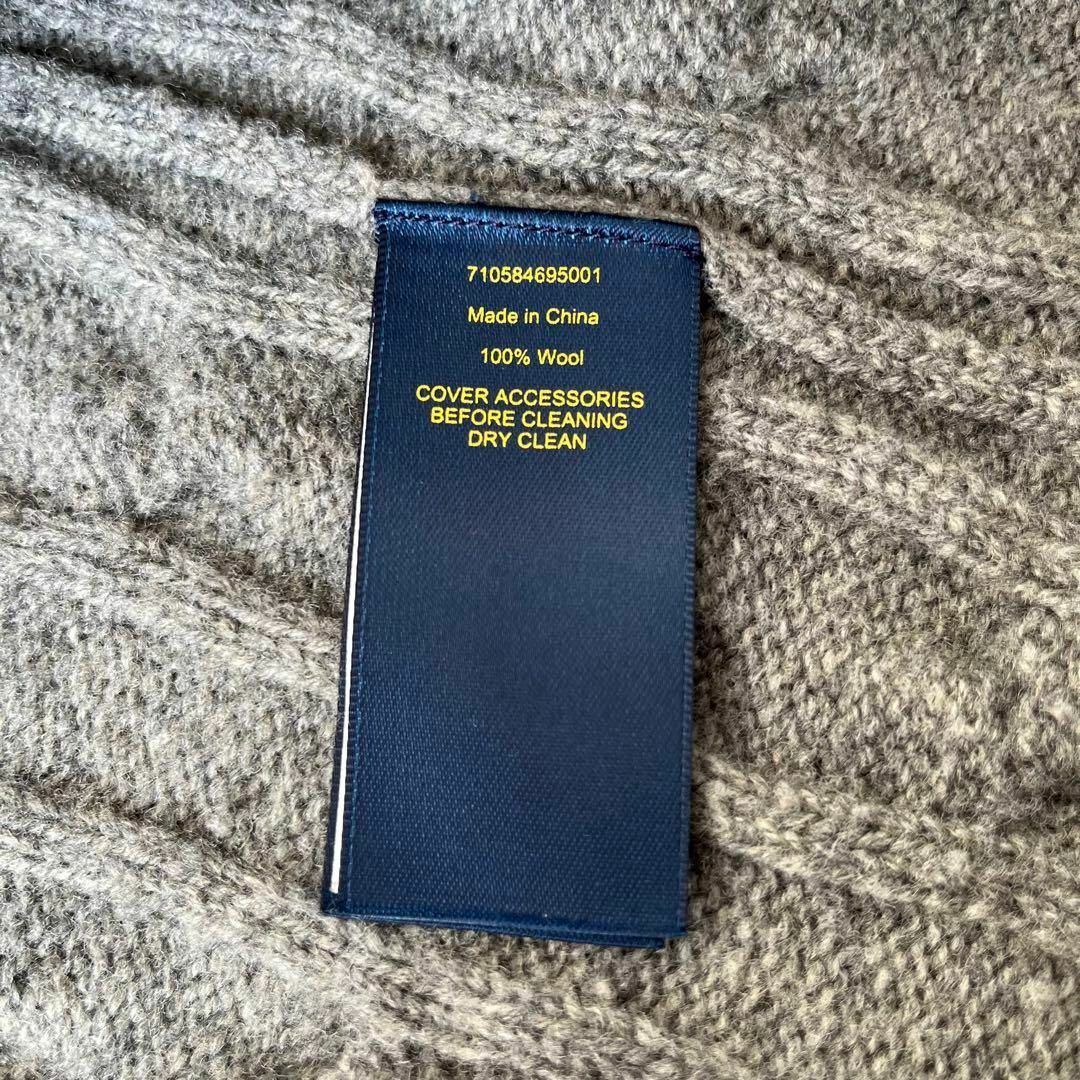 710584695001
Made in China
100% Wool
COVER ACCESSORIES
BEFORE CLEANING
DRY CLEAN